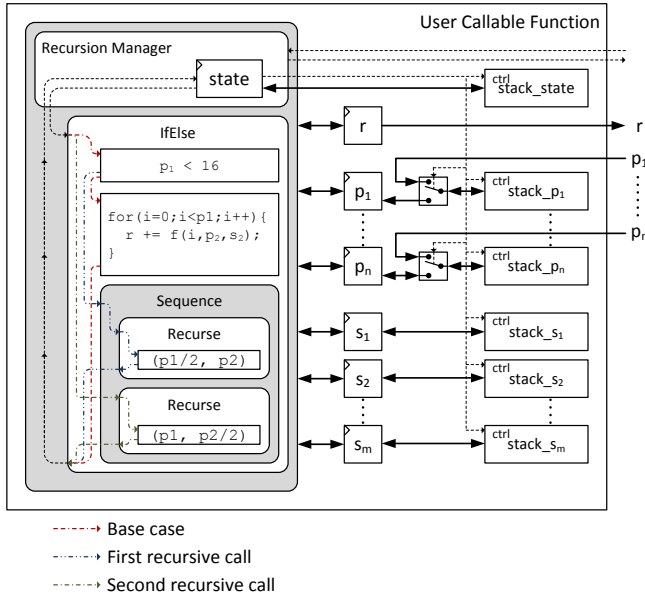 User Callable Function
Recursion Manager
state
ctrl
stack_state
IfElse
r
r
p₁ < 16
p₁
p₁
ctrl
stack_p₁
for(i=0;i<p1;i++){
r += f(i,p₂,s₂);
}
pₙ
pₙ
ctrl
stack_pₙ
Sequence
Recurse
(p1/2, p2)
s₁
ctrl
stack_s₁
Recurse
(p1, p2/2)
s₂
ctrl
stack_s₂
sₘ
ctrl
stack_sₘ
Base case
First recursive call
Second recursive call